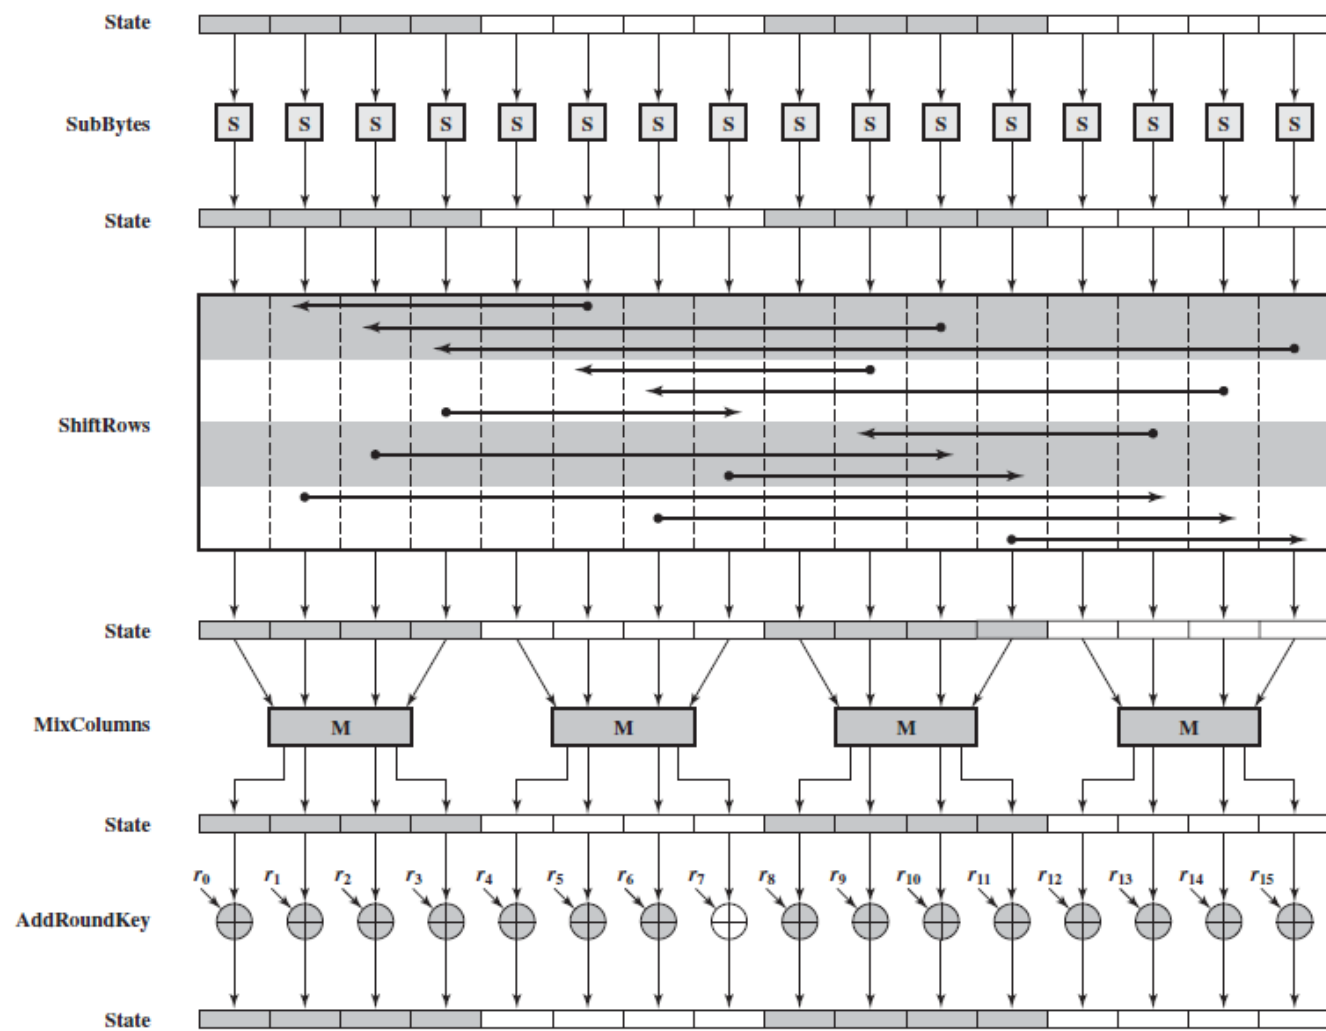 State
SubBytes S S S S S S S S S S S S S S S S
State
ShiftRows
State
MixColumns M M M M
State
r0 r1 r2 r3 r4 r5 r6 r7 r8 r9 r10 r11 r12 r13 r14 r15
AddRoundKey
State